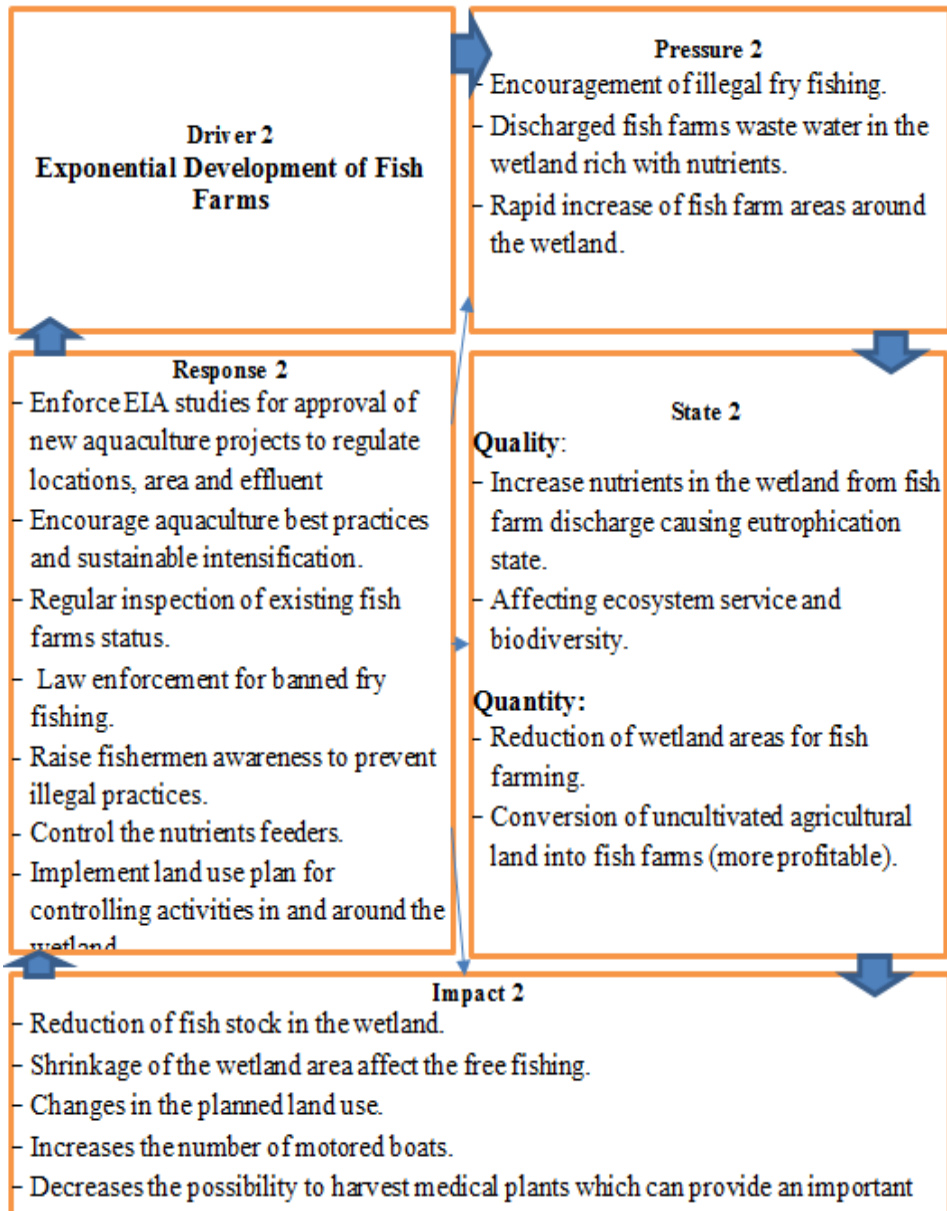 Driver 2
Exponential Development of Fish
Farms
Pressure 2
- Encouragement of illegal fry fishing.
- Discharged fish farms waste water in the
wetland rich with nutrients.
- Rapid increase of fish farm areas around
the wetland.
Response 2
- Enforce EIA studies for approval of
new aquaculture projects to regulate
locations, area and effluent
- Encourage aquaculture best practices
and sustainable intensification.
- Regular inspection of existing fish
farms status.
- Law enforcement for banned fry
fishing.
- Raise fishermen awareness to prevent
illegal practices.
- Control the nutrients feeders.
- Implement land use plan for
controlling activities in and around the
wetland
State 2
Quality:
- Increase nutrients in the wetland from fish
farm discharge causing eutrophication
state.
- Affecting ecosystem service and
biodiversity.
Quantity:
- Reduction of wetland areas for fish
farming.
- Conversion of uncultivated agricultural
land into fish farms (more profitable).
Impact 2
- Reduction of fish stock in the wetland.
- Shrinkage of the wetland area affect the free fishing.
- Changes in the planned land use.
- Increases the number of motored boats.
- Decreases the possibility to harvest medical plants which can provide an important